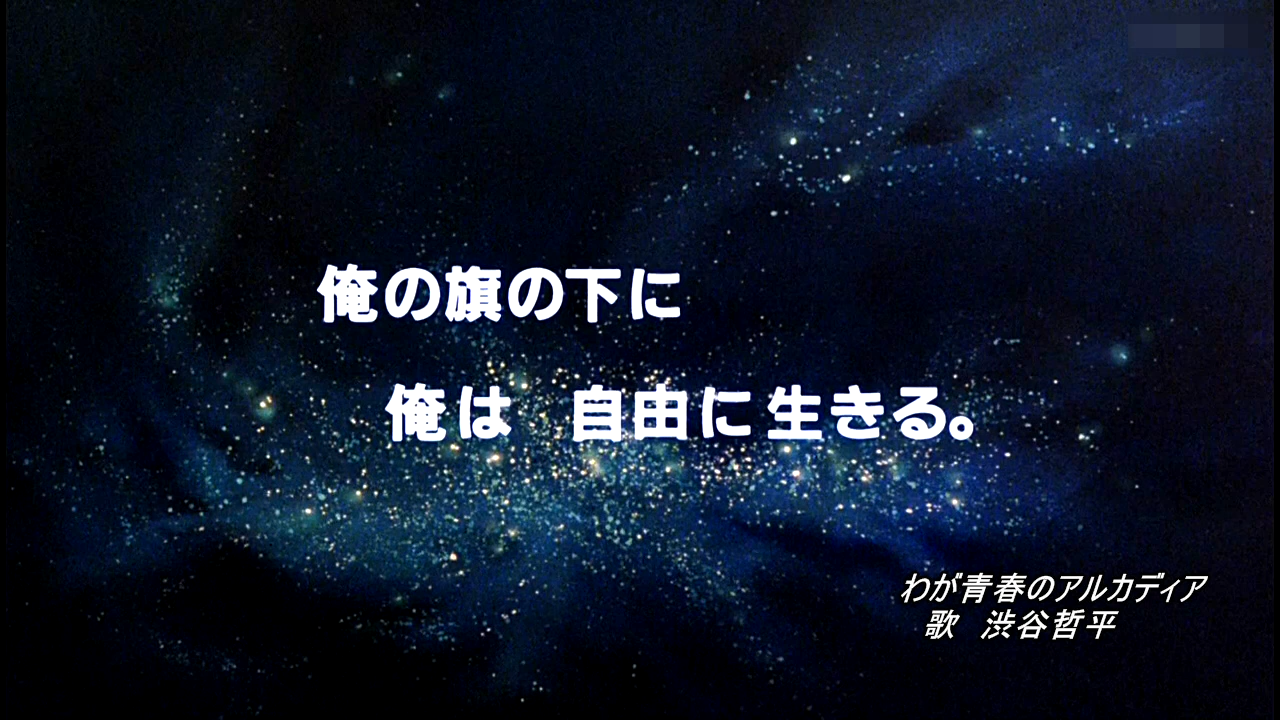 俺の旗の下に
俺は　自由に生きる。
わが青春のアルカディア
歌　渋谷哲平